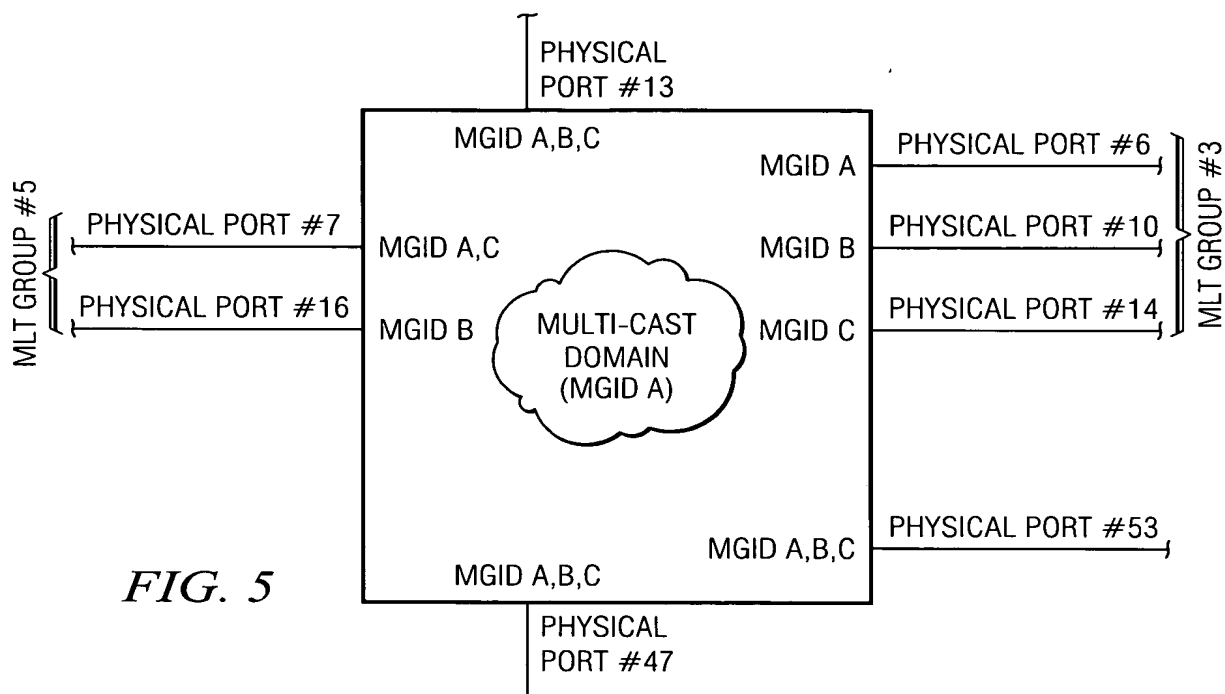 PHYSICAL
PORT #13
MGID A,B,C
MGID A
PHYSICAL PORT #6
MLT GROUP #3
MLT GROUP #5
PHYSICAL PORT #7
MGID A,C
MGID B
PHYSICAL PORT #10
PHYSICAL PORT #16
MGID B
MULTI-CAST
DOMAIN
(MGID A)
MGID C
PHYSICAL PORT #14
MGID A,B,C
PHYSICAL PORT #53
FIG. 5
MGID A,B,C
PHYSICAL
PORT #47